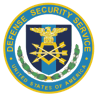 DEFENSE SECURITY SERVICE
UNITED STATES OF AMERICA